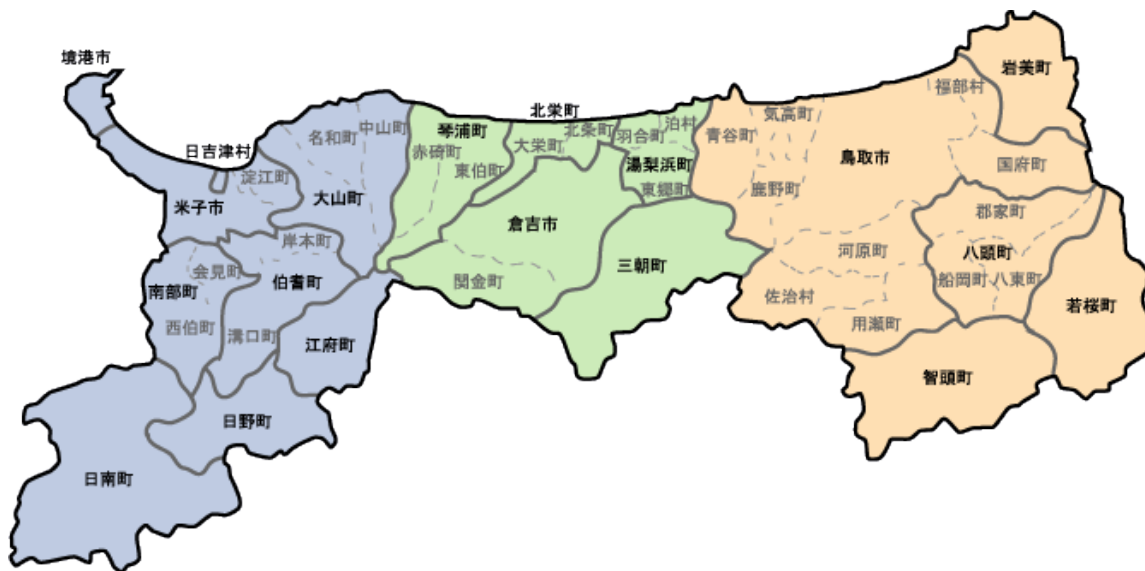 境港市
日吉津村
米子市
淀江町
名和町
中山町
大山町
南部町
会見町
西伯町
岸本町
伯耆町
溝口町
江府町
日野町
日南町
北栄町
琴浦町
赤碕町
東伯町
大栄町
北条町
羽合町
泊村
湯梨浜町
東郷町
倉吉市
関金町
三朝町
青谷町
気高町
鹿野町
鳥取市
福部村
岩美町
国府町
郡家町
八頭町
船岡町
八東町
河原町
佐治村
用瀬町
若桜町
智頭町